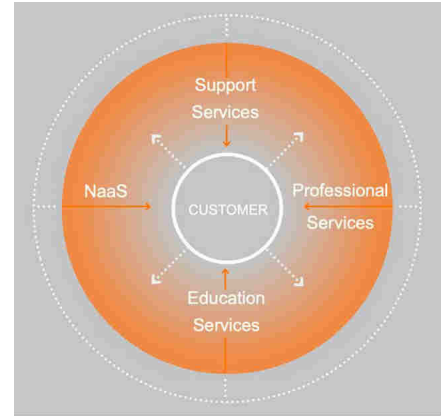 Support
Services
NaaS
CUSTOMER
Professional
Services
Education
Services